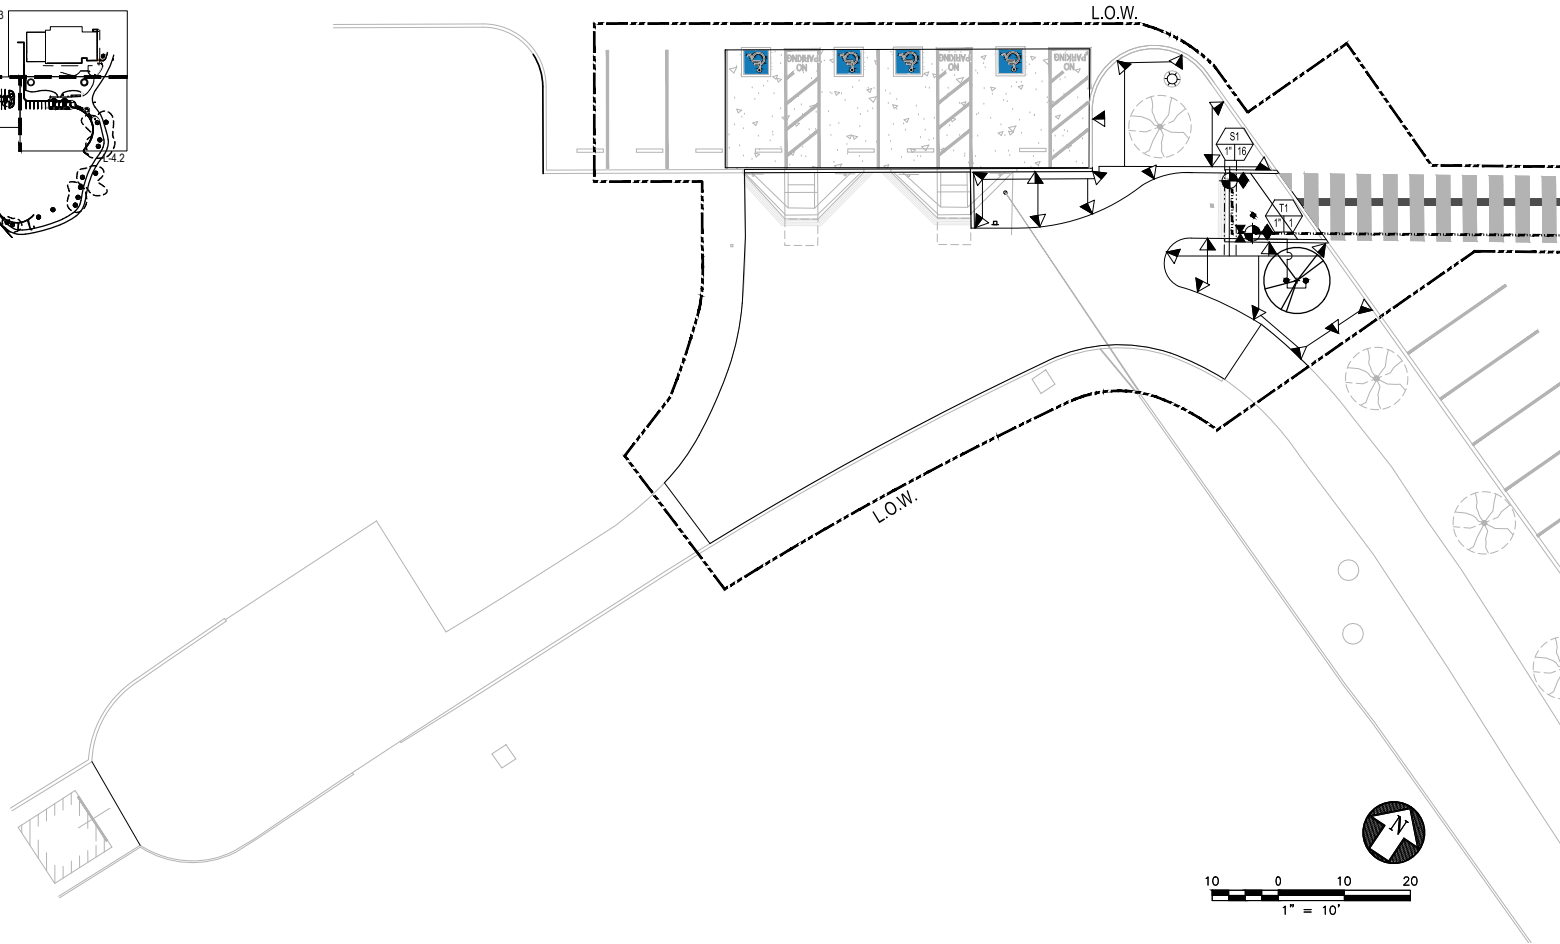 3
L-4.2
L.O.W.
NO
PARKING
NO
PARKING
NO
PARKING
S1
1" 16
T1
1" 1
L.O.W.
N
10 0 10 20
1" = 10'